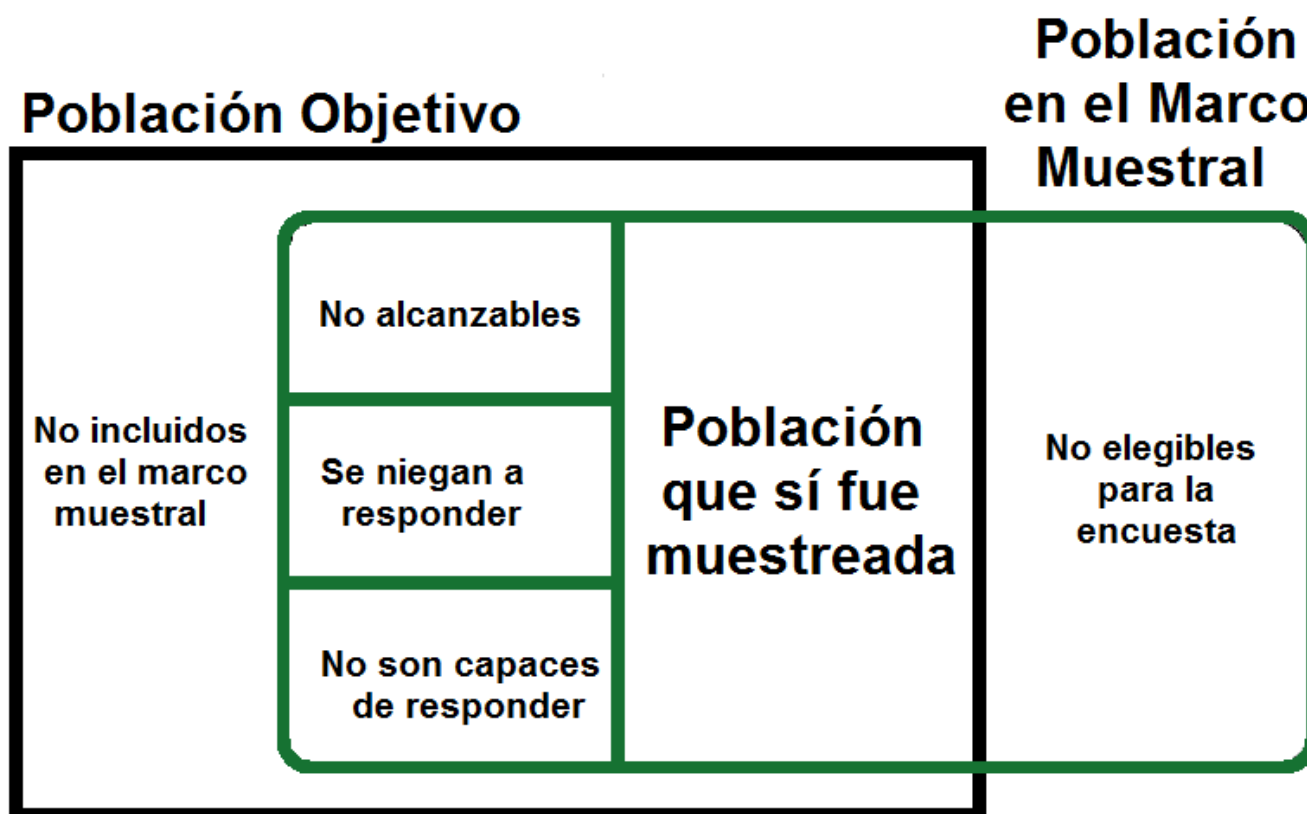 Población Objetivo
Población
en el Marco
Muestral
No incluidos
en el marco
muestral
No alcanzables
Se niegan a
responder
No son capaces
de responder
Población
que sí fue
muestreada
No elegibles
para la
encuesta